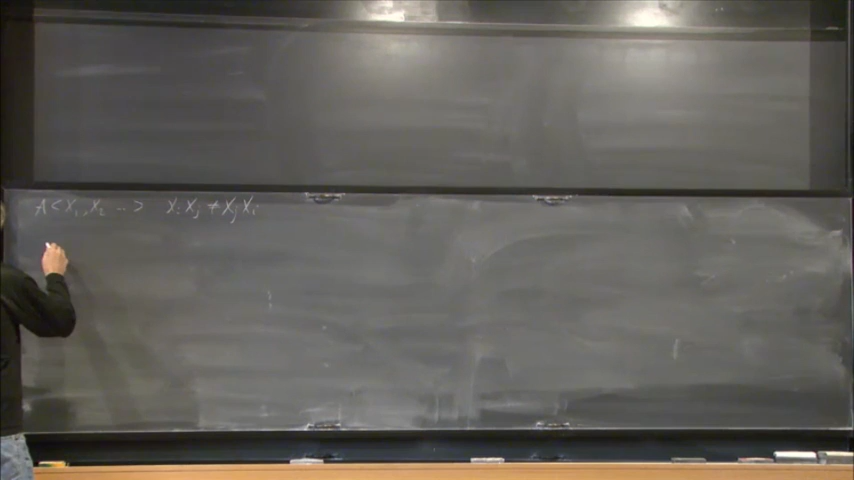 A < X₁, X₂ ... >   XᵢXⱼ ≠ XⱼXᵢ